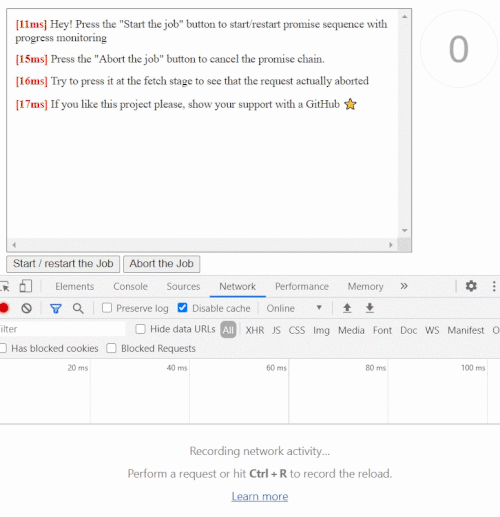 [11ms] Hey! Press the "Start the job" button to start/restart promise sequence with
progress monitoring
[15ms] Press the "Abort the job" button to cancel the promise chain.
[16ms] Try to press it at the fetch stage to see that the request actually aborted
[17ms] If you like this project please, show your support with a GitHub ⭐
0
Start / restart the Job Abort the Job
Elements Console Sources Network Performance Memory »
Preserve log Disable cache Online
ilter Hide data URLs All XHR JS CSS Img Media Font Doc WS Manifest O
Has blocked cookies Blocked Requests
20 ms 40 ms 60 ms 80 ms 100 ms
Recording network activity...
Perform a request or hit Ctrl + R to record the reload.
Learn more